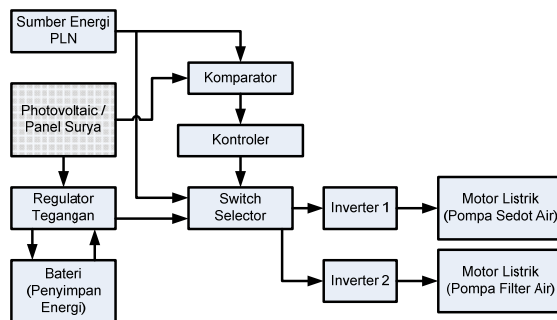 Sumber Energi
PLN
Komparator
Photovoltaic /
Panel Surya
Kontroler
Regulator
Tegangan
Switch
Selector
Inverter 1
Motor Listrik
(Pompa Sedot Air)
Bateri
(Penyimpan
Energi)
Inverter 2
Motor Listrik
(Pompa Filter Air)